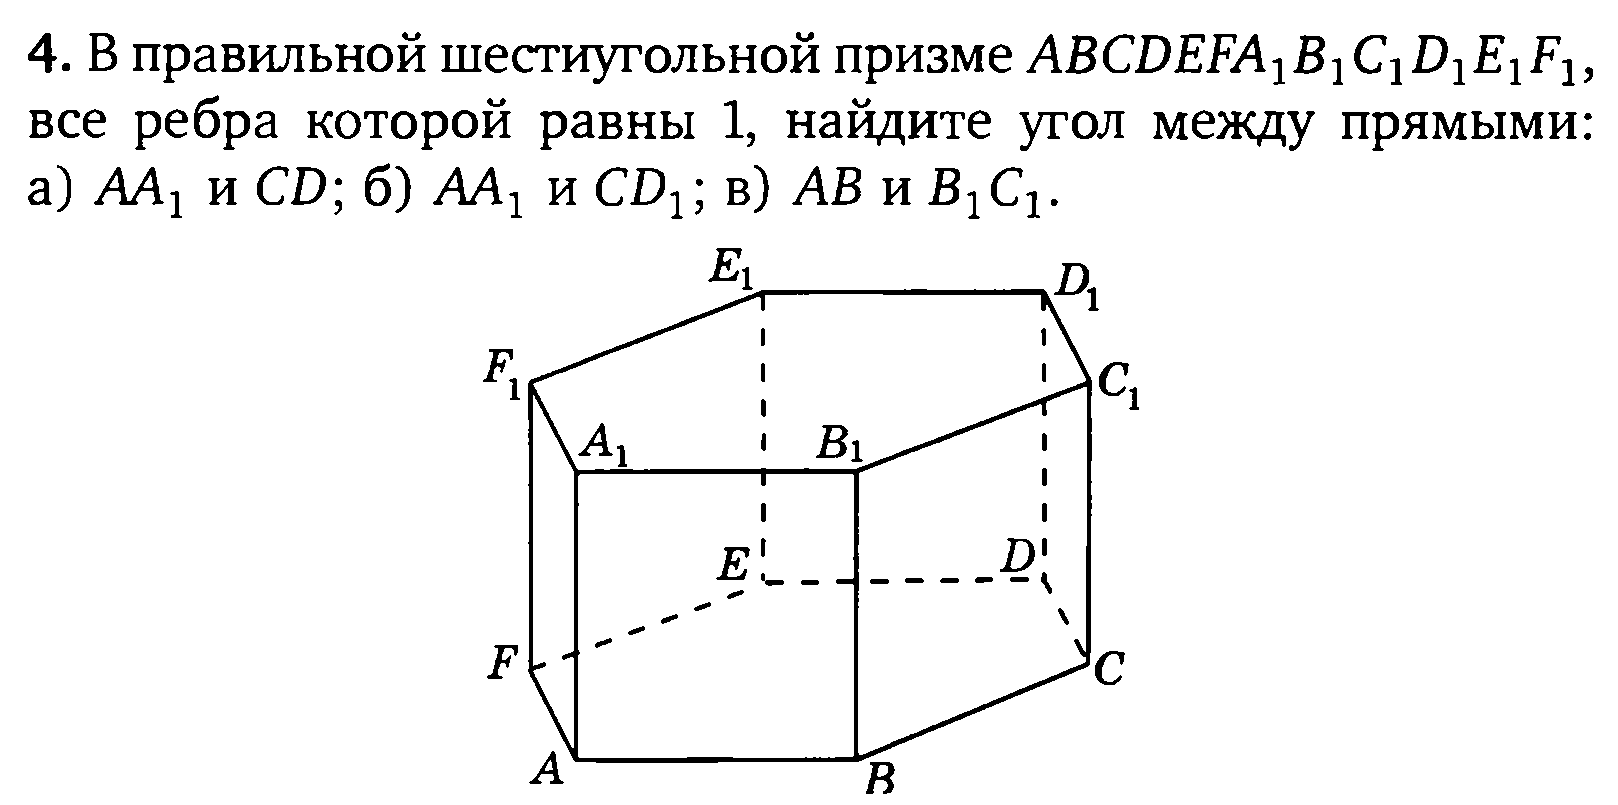 4. В правильной шестиугольной призме ABCDEFA₁B₁C₁D₁E₁F₁,
все ребра которой равны 1, найдите угол между прямыми:
а) AA₁ и CD; б) AA₁ и CD₁; в) AB и B₁C₁.
E₁
D₁
F₁
C₁
A₁
B₁
E
D
F
C
A
B